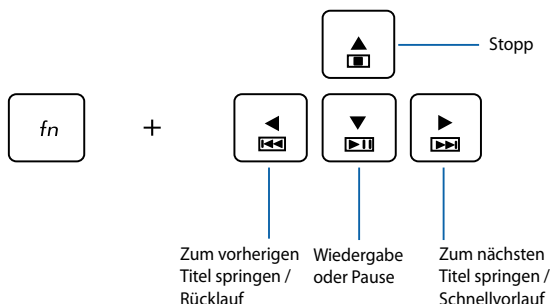 Stopp
fn
+
Zum vorherigen
Titel springen /
Rücklauf
Wiedergabe
oder Pause
Zum nächsten
Titel springen /
Schnellvorlauf